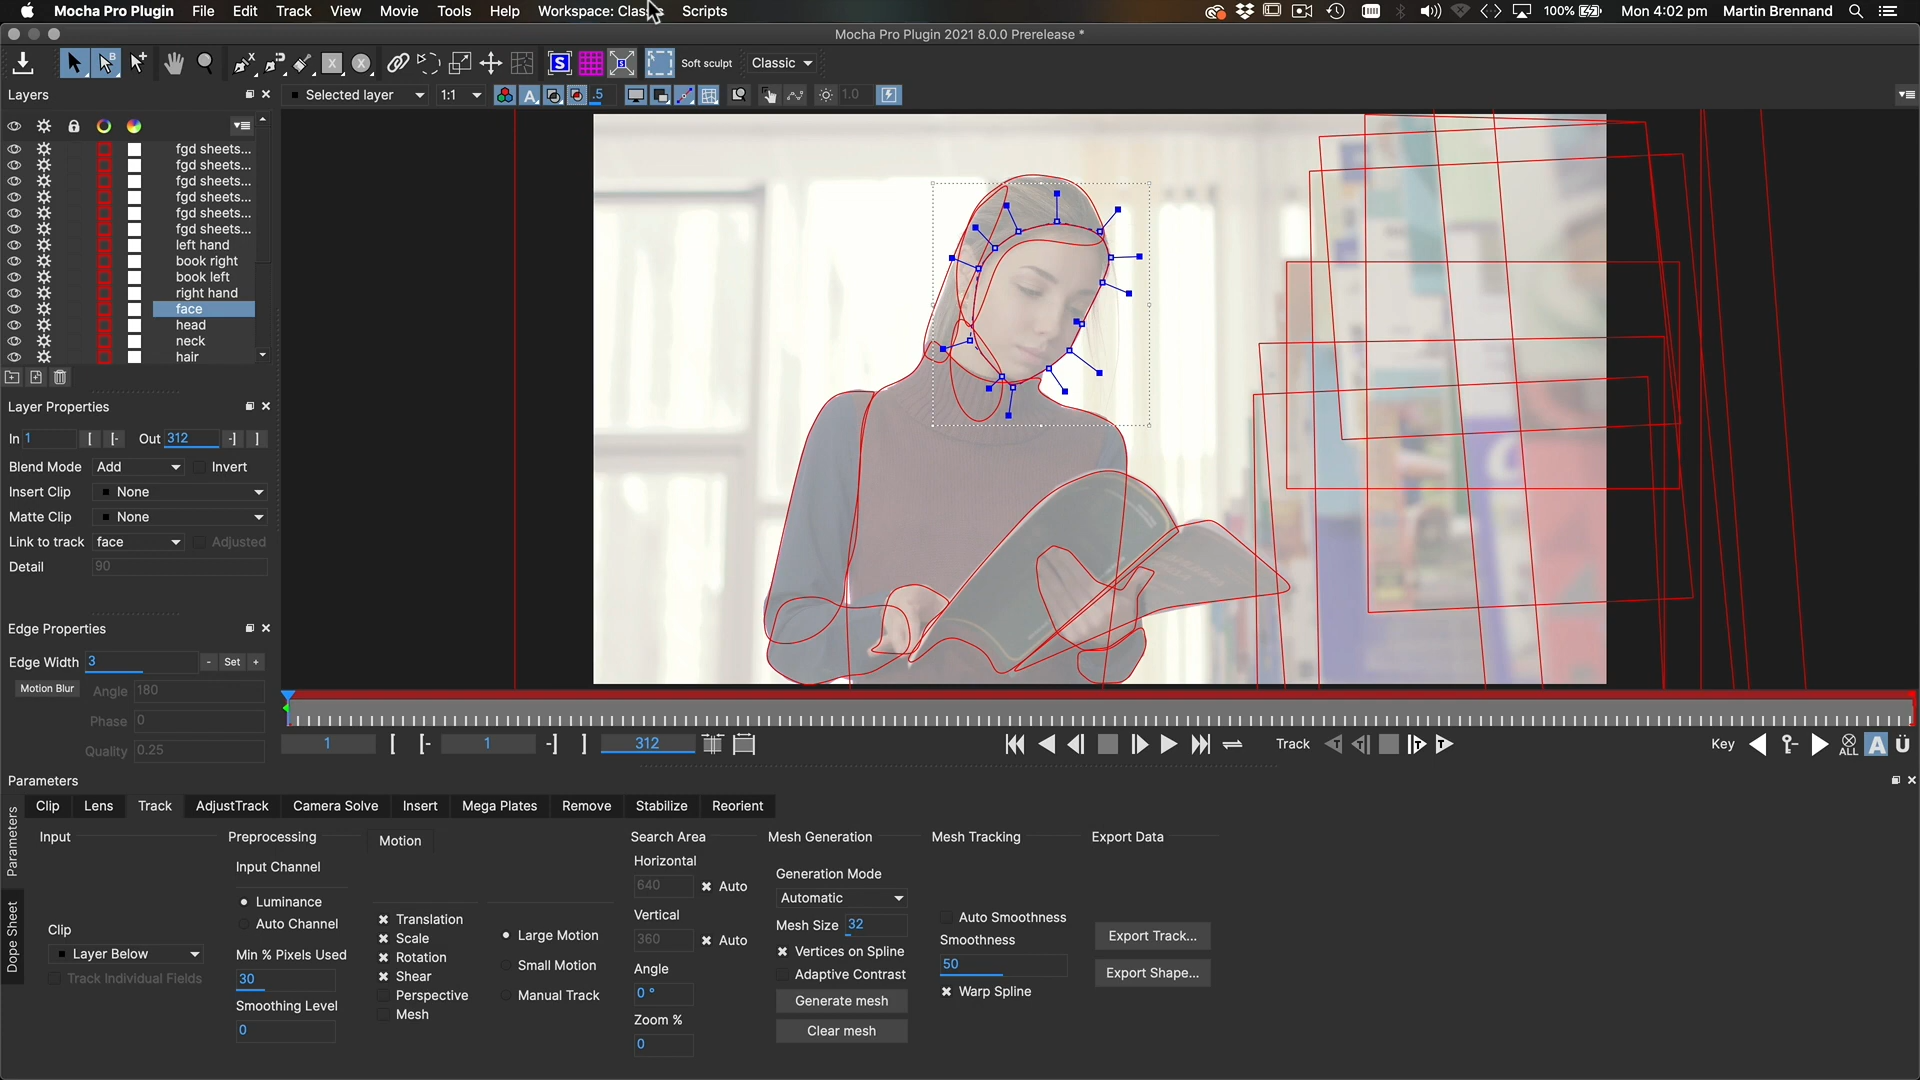 Mocha Pro Plugin File Edit Track View Movie Tools Help Workspace: Classic Scripts 100% Mon 4:02 pm Martin Brennand
Mocha Pro Plugin 2021 8.0.0 Prerelease *
Soft sculpt Classic
Layers Selected layer 1:1 .5 1.0
fgd sheets...
fgd sheets...
fgd sheets...
fgd sheets...
fgd sheets...
fgd sheets...
left hand
book right
book left
right hand
face
head
neck
hair
Layer Properties
In 1 Out 312
Blend Mode Add Invert
Insert Clip None
Matte Clip None
Link to track face Adjusted
Detail 90
Edge Properties
Edge Width 3 - Set +
Motion Blur Angle 180
Phase 0
Quality 0.25
1 1 312 Track Key ALL A Ü
Parameters
Clip Lens Track AdjustTrack Camera Solve Insert Mega Plates Remove Stabilize Reorient
Parameters
Dope Sheet
Input
Clip
Layer Below
Track Individual Fields
Preprocessing
Input Channel
Luminance
Auto Channel
Min % Pixels Used
30
Smoothing Level
0
Motion
Translation
Scale
Rotation
Shear
Perspective
Mesh
Large Motion
Small Motion
Manual Track
Search Area
Horizontal
640 Auto
Vertical
360 Auto
Angle
0 °
Zoom %
0
Mesh Generation
Generation Mode
Automatic
Mesh Size 32
Vertices on Spline
Adaptive Contrast
Generate mesh
Clear mesh
Mesh Tracking
Auto Smoothness
Smoothness
50
Warp Spline
Export Data
Export Track...
Export Shape...